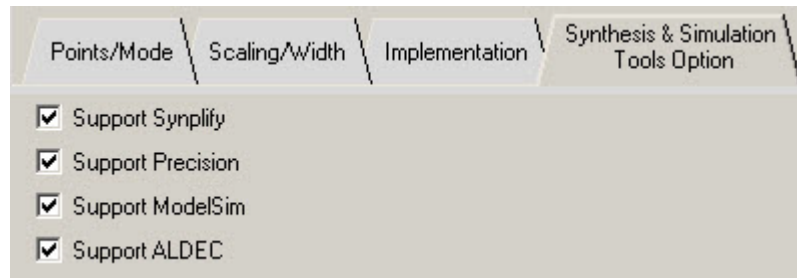 Points/Mode
Scaling/Width
Implementation
Synthesis & Simulation
Tools Option
Support Synplify
Support Precision
Support ModelSim
Support ALDEC